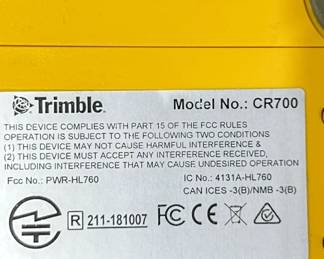 Trimble. Model No.: CR700
THIS DEVICE COMPLIES WITH PART 15 OF THE FCC RULES
OPERATION IS SUBJECT TO THE FOLLOWING TWO CONDITIONS
(1) THIS DEVICE MAY NOT CAUSE HARMFUL INTERFERENCE &
(2) THIS DEVICE MUST ACCEPT ANY INTERFERENCE RECEIVED,
INCLUDING INTERFERENCE THAT MAY CAUSE UNDESIRED OPERATION
Fcc No.: PWR-HL760 IC No.: 4131A-HL760
CAN ICES -3(B)/NMB -3(B)
R 211-181007 FC CE